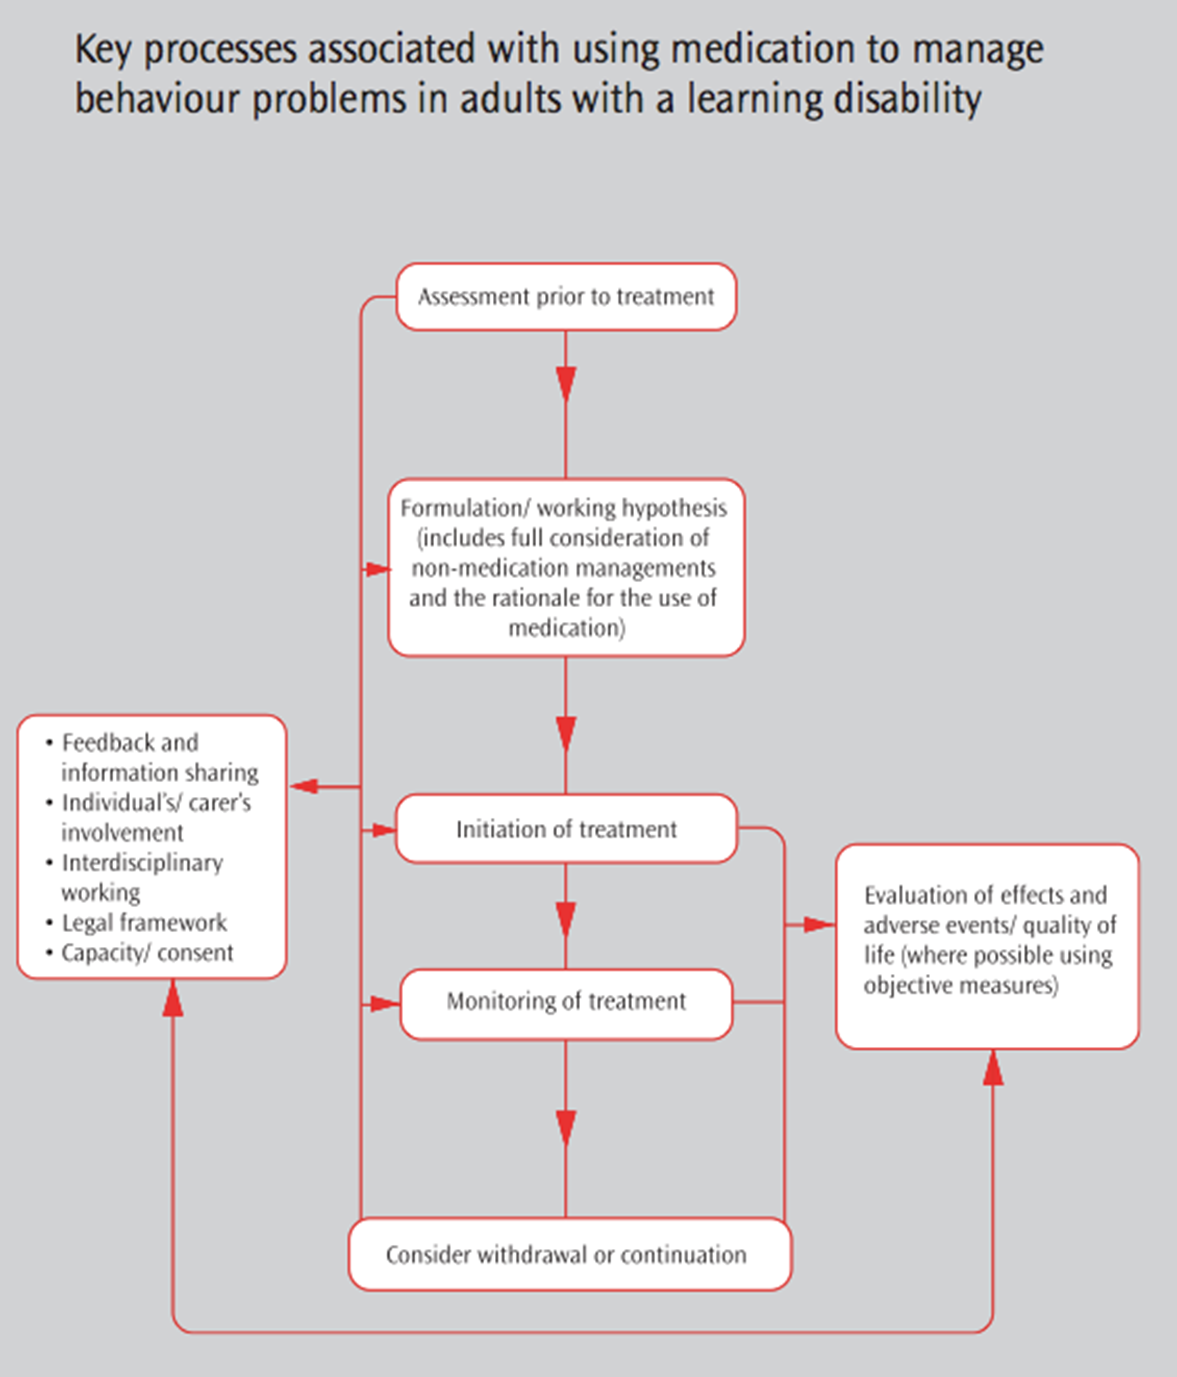 Key processes associated with using medication to manage
behaviour problems in adults with a learning disability
Assessment prior to treatment
Formulation/ working hypothesis
(includes full consideration of
non-medication managements
and the rationale for the use of
medication)
• Feedback and
information sharing
• Individual's/ carer's
involvement
• Interdisciplinary
working
• Legal framework
• Capacity/ consent
Initiation of treatment
Evaluation of effects and
adverse events/ quality of
life (where possible using
objective measures)
Monitoring of treatment
Consider withdrawal or continuation